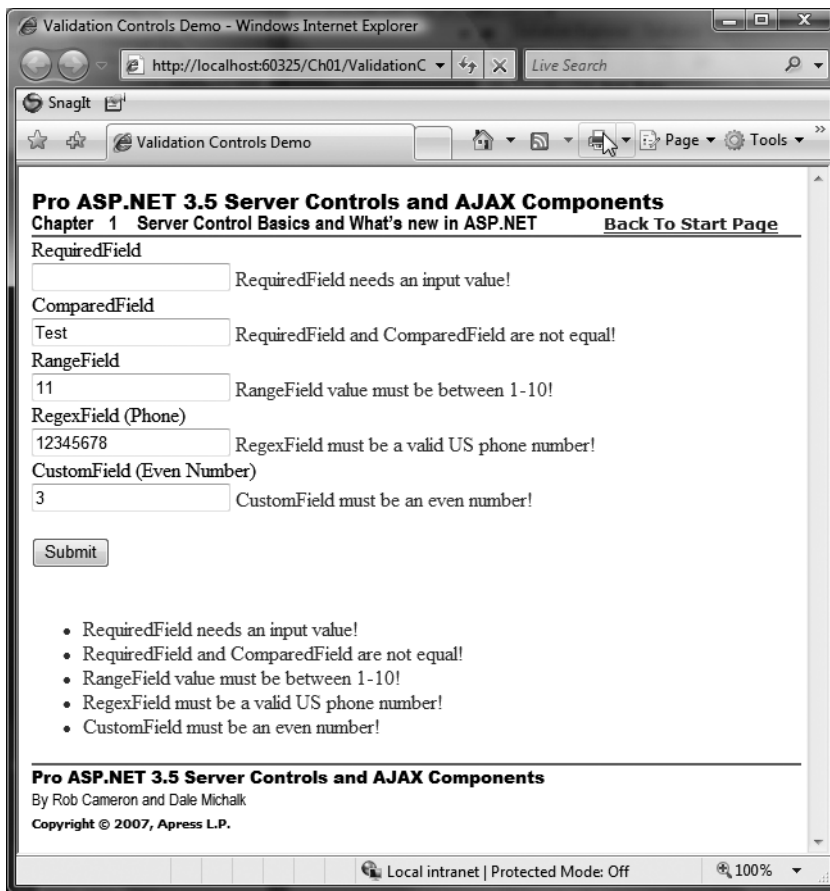 Validation Controls Demo - Windows Internet Explorer
http://localhost:60325/Ch01/ValidationC
Live Search
SnagIt
Validation Controls Demo
Page
Tools
»
Pro ASP.NET 3.5 Server Controls and AJAX Components
Chapter 1 Server Control Basics and What's new in ASP.NET Back To Start Page
RequiredField
RequiredField needs an input value!
ComparedField
Test RequiredField and ComparedField are not equal!
RangeField
11 RangeField value must be between 1-10!
RegexField (Phone)
12345678 RegexField must be a valid US phone number!
CustomField (Even Number)
3 CustomField must be an even number!
Submit
• RequiredField needs an input value!
• RequiredField and ComparedField are not equal!
• RangeField value must be between 1-10!
• RegexField must be a valid US phone number!
• CustomField must be an even number!
Pro ASP.NET 3.5 Server Controls and AJAX Components
By Rob Cameron and Dale Michalk
Copyright © 2007, Apress L.P.
Local intranet | Protected Mode: Off 100%